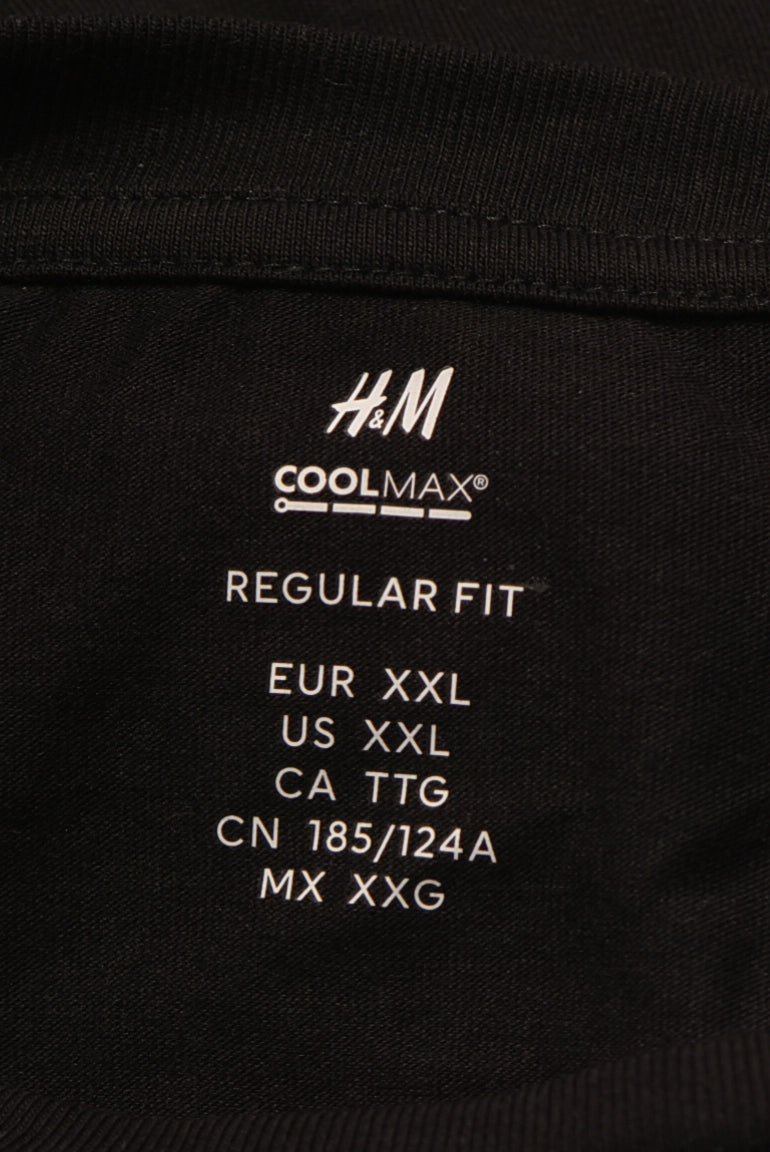 H&M
COOLMAX®
REGULAR FIT
EUR XXL
US XXL
CA TTG
CN 185/124A
MX XXG